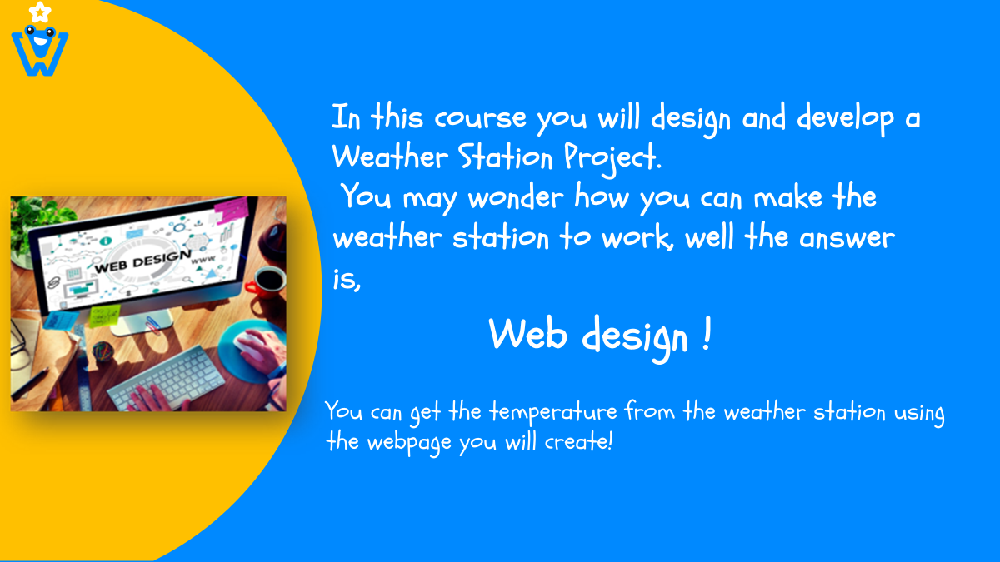 In this course you will design and develop a
Weather Station Project.
You may wonder how you can make the
weather station to work, well the answer
is,
WEB DESIGN
WWW.
Web design !
You can get the temperature from the weather station using
the webpage you will create!